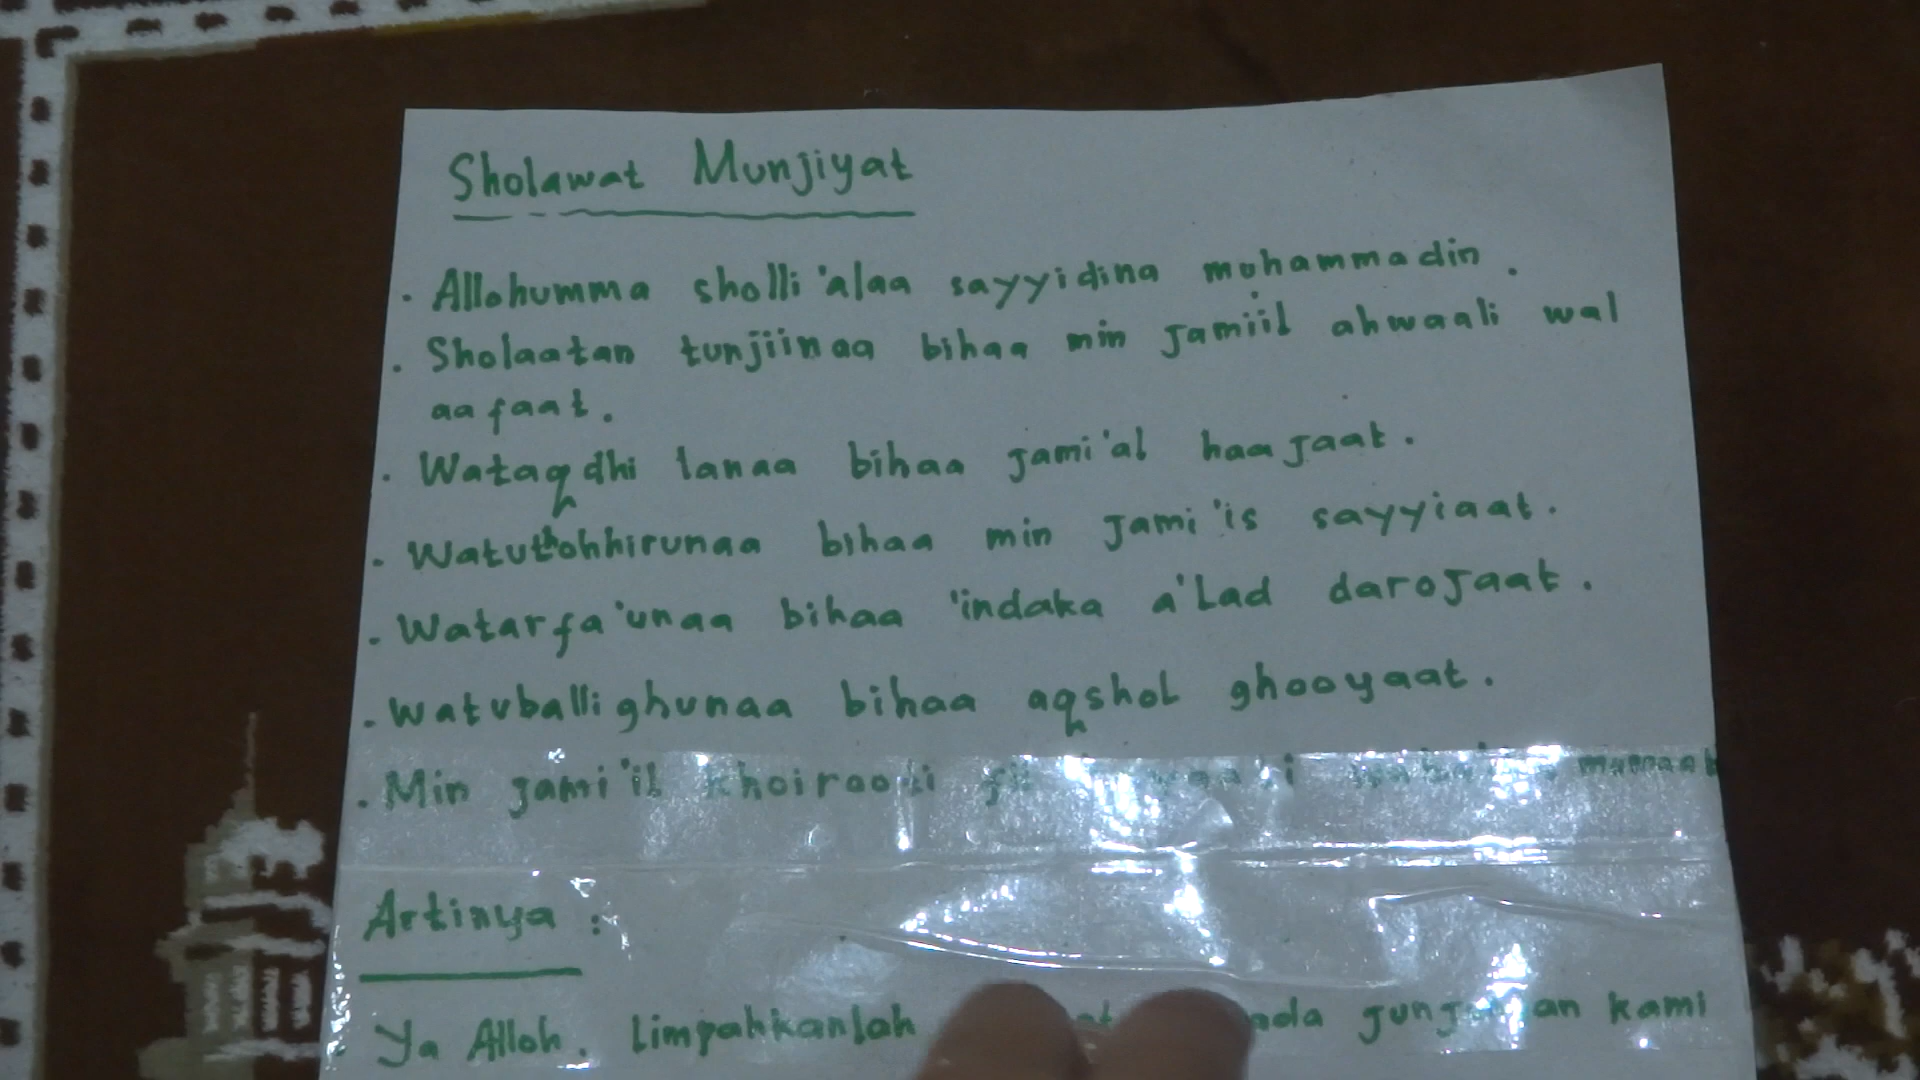 Sholawat Munjiyat
. Allohumma sholli 'alaa sayyidina muhammadin .
. Sholaatan tunjiinaa bihaa min jamiil ahwaali wal
aafaat .
. Wataqdhi lanaa bihaa jami'al haajaat .
. Watuthohhirunaa bihaa min jami'is sayyiaat .
. Watarfa'unaa bihaa 'indaka a'lad darojaat .
. Watuballighunaa bihaa aqshol ghooyaat .
. Min jami'il khoirooti
Artinya :
Ya Alloh . limpahkanlah kami